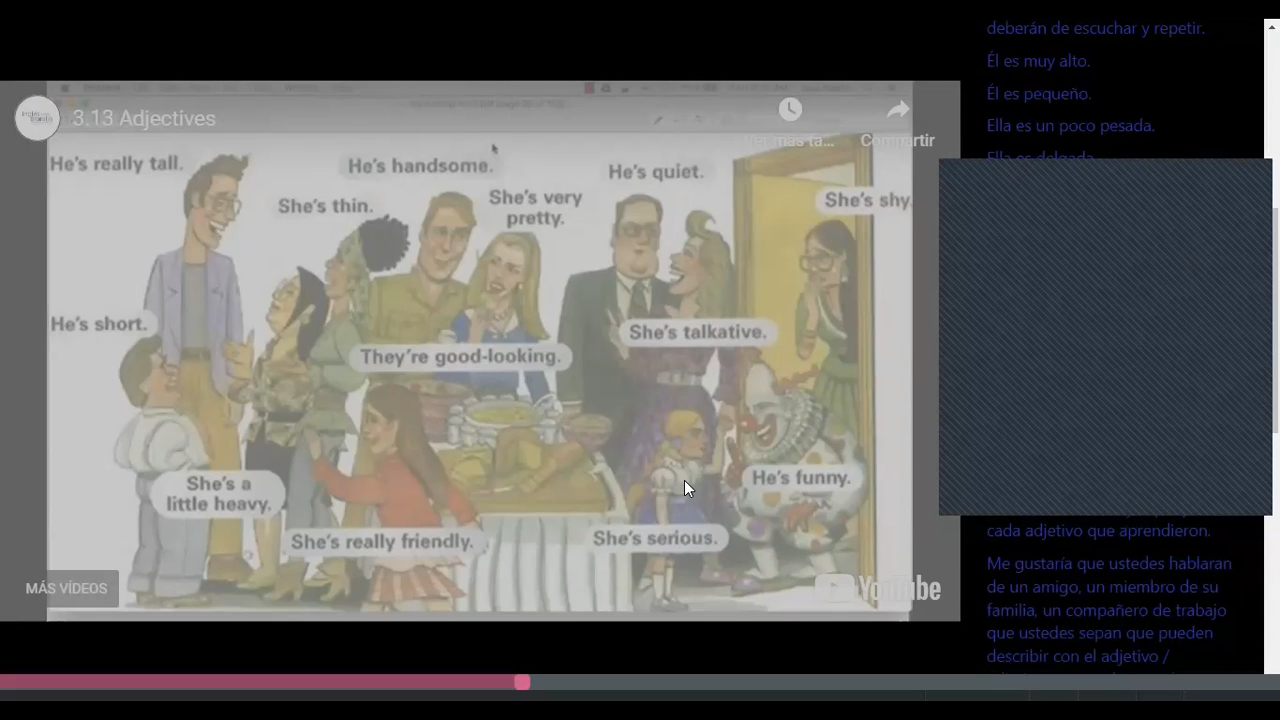 3.13 Adjectives
Compartir
He's really tall.
He's handsome.
He's quiet.
She's thin.
She's very
pretty.
She's shy.
He's short.
They're good-looking.
She's talkative.
She's a
little heavy.
He's funny.
She's really friendly.
She's serious.
MÁS VÍDEOS
YouTube
deberán de escuchar y repetir.
Él es muy alto.
Él es pequeño.
Ella es un poco pesada.
Ella es delgada
cada adjetivo que aprendieron.
Me gustaría que ustedes hablaran
de un amigo, un miembro de su
familia, un compañero de trabajo
que ustedes sepan que pueden
describir con el adjetivo /